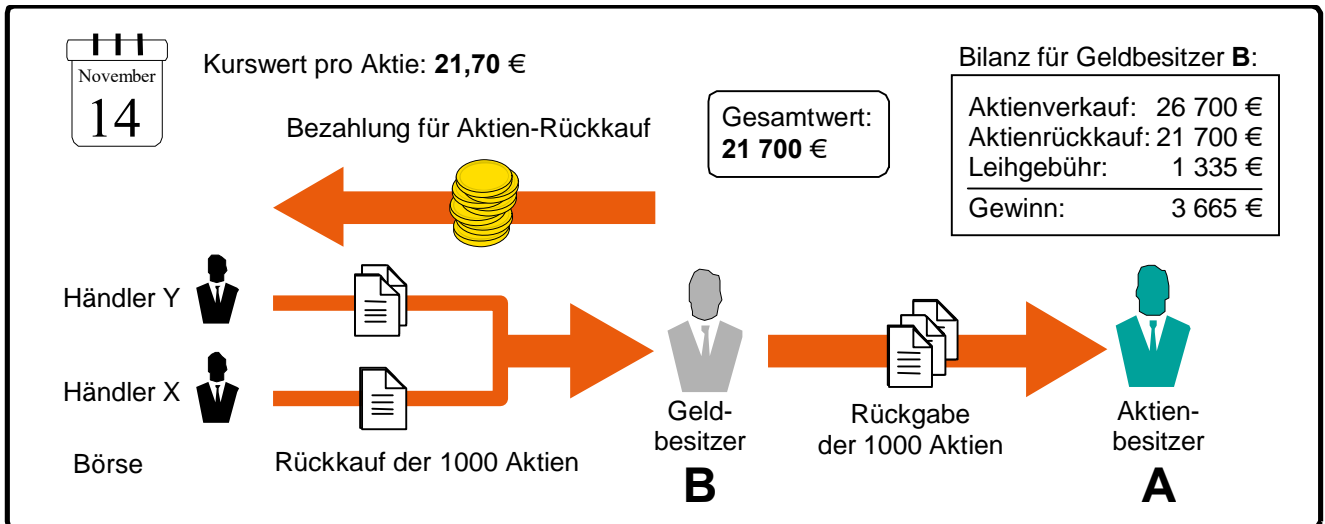 November
14
Kurswert pro Aktie: 21,70 €
Bezahlung für Aktien-Rückkauf
Gesamtwert:
21 700 €
Bilanz für Geldbesitzer B:
Aktienverkauf: 26 700 €
Aktienrückkauf: 21 700 €
Leihgebühr: 1 335 €
Gewinn: 3 665 €
Händler Y
Händler X
Börse
Rückkauf der 1000 Aktien
Geld-
besitzer
B
Rückgabe
der 1000 Aktien
Aktien-
besitzer
A